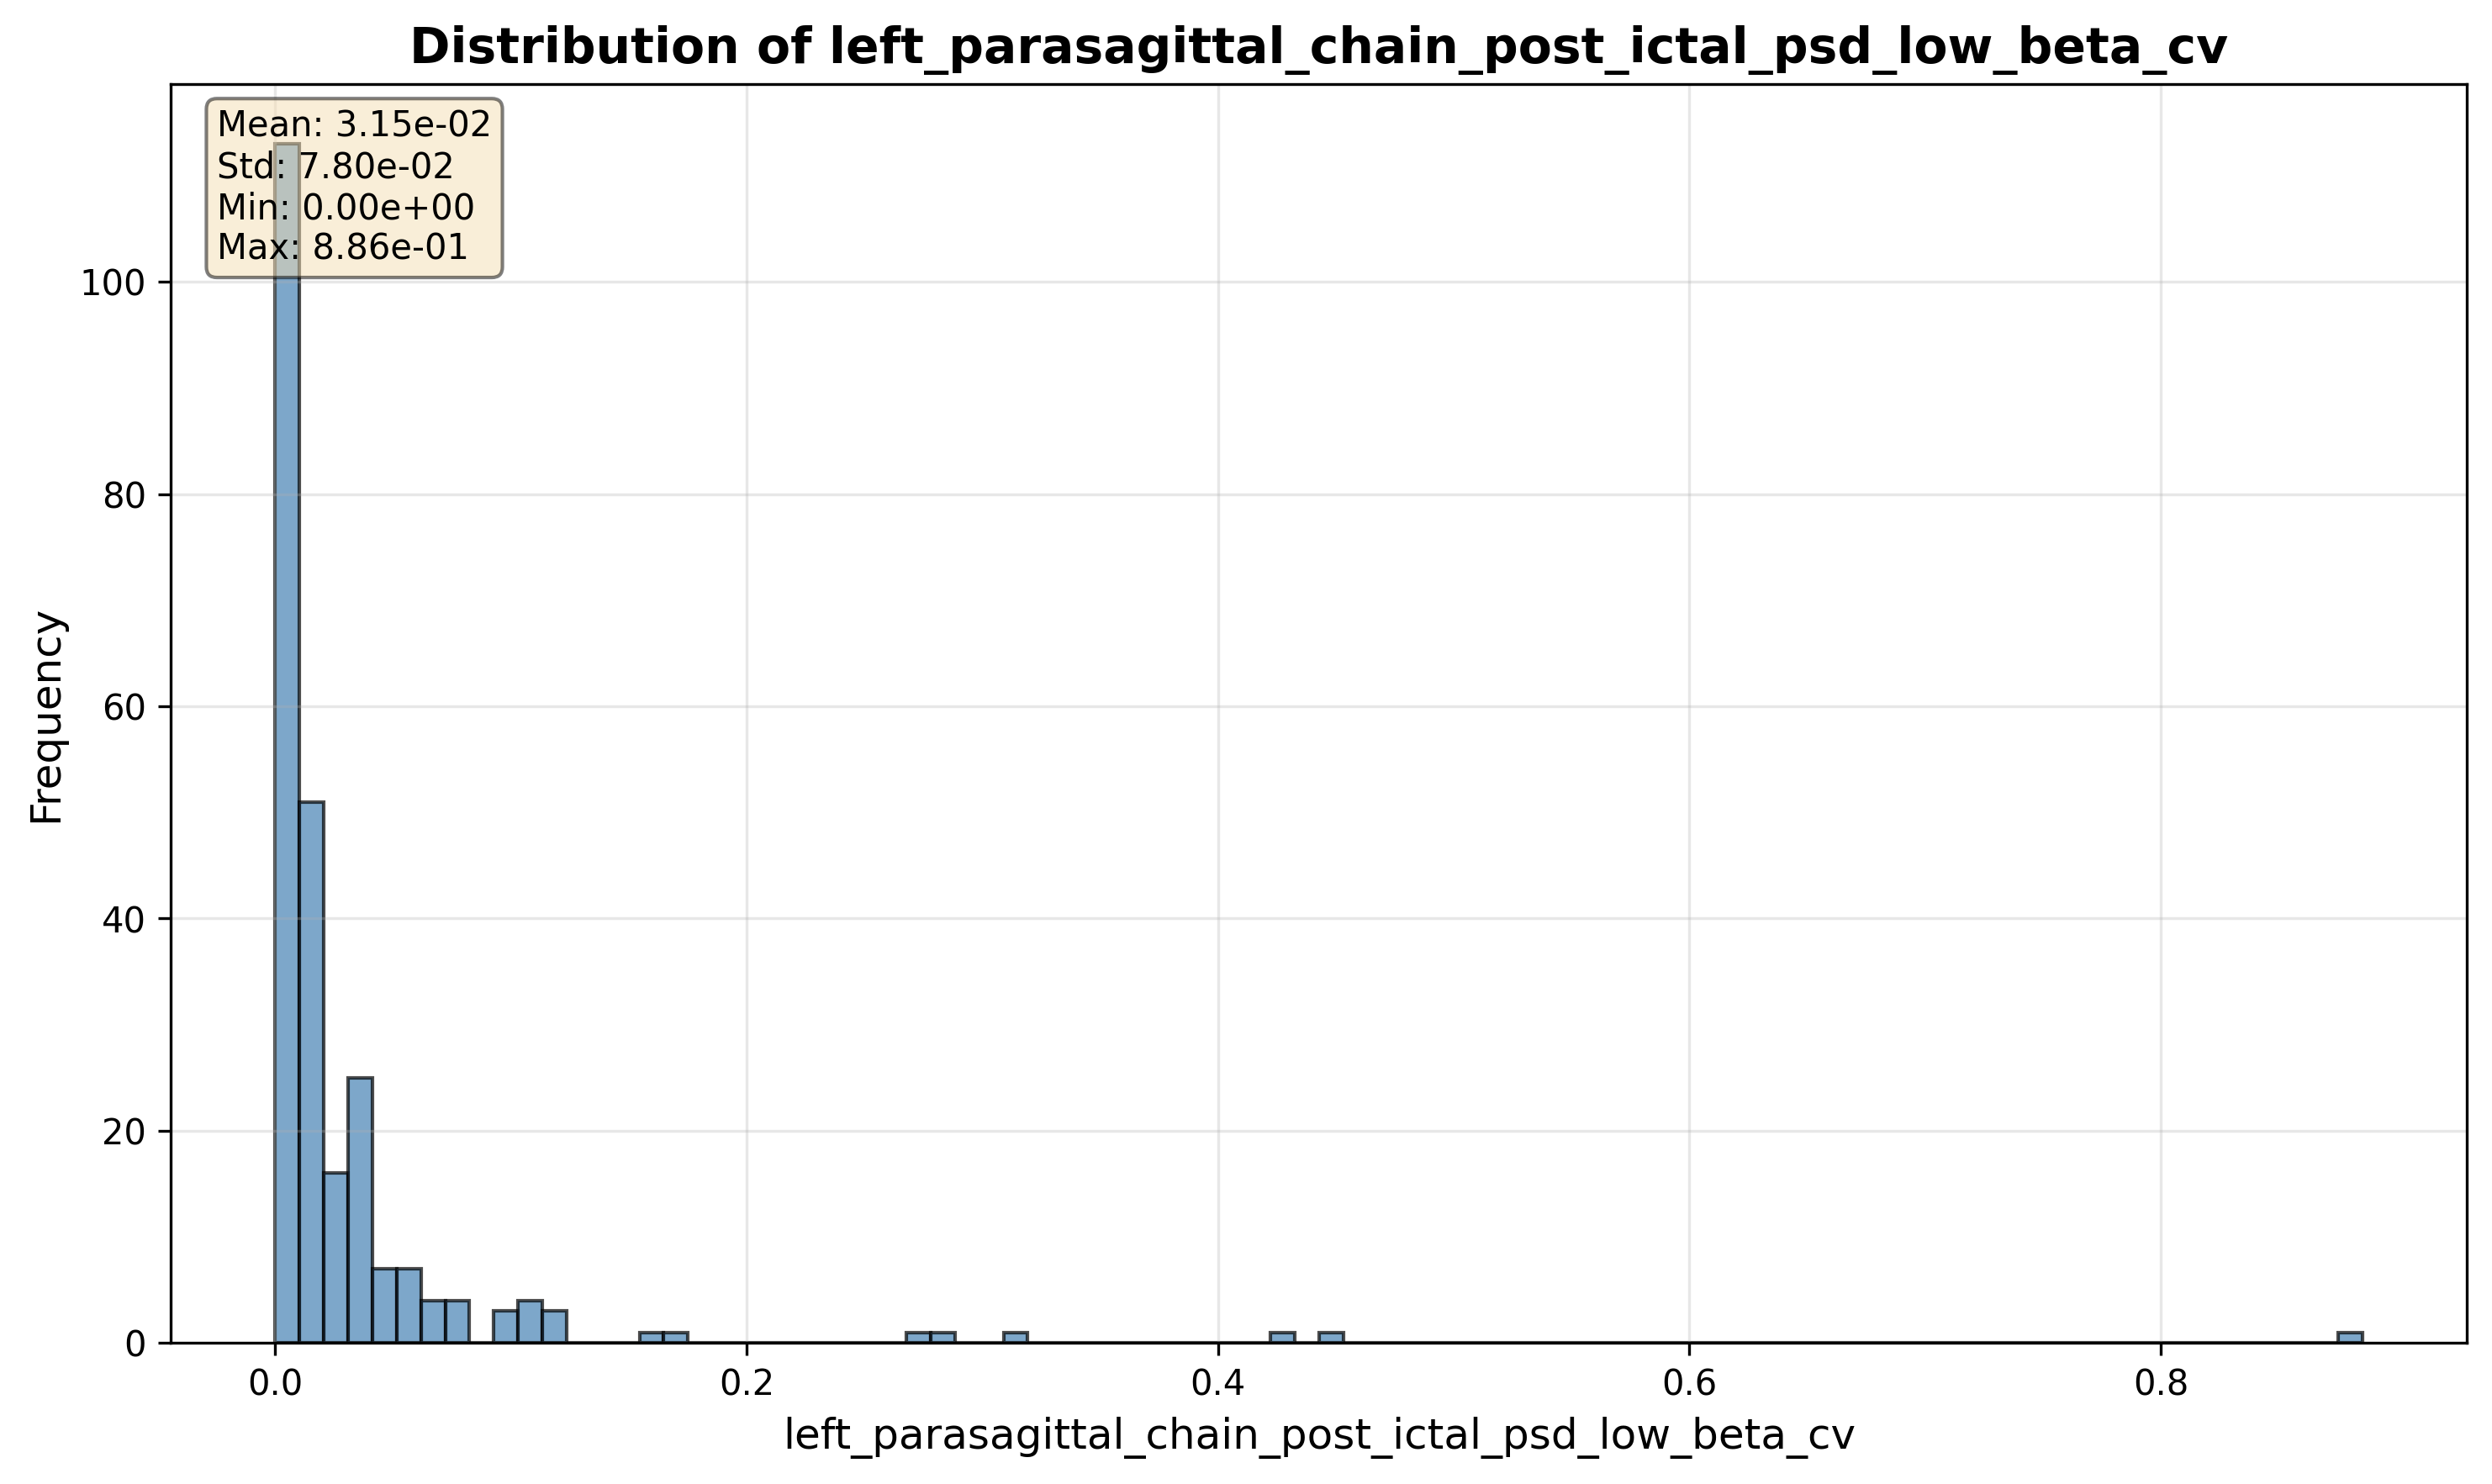 Distribution of left_parasagittal_chain_post_ictal_psd_low_beta_cv
Mean: 3.15e-02
Std: 7.80e-02
Min: 0.00e+00
Max: 8.86e-01
100
80
60
40
20
0
Frequency
0.0 0.2 0.4 0.6 0.8
left_parasagittal_chain_post_ictal_psd_low_beta_cv